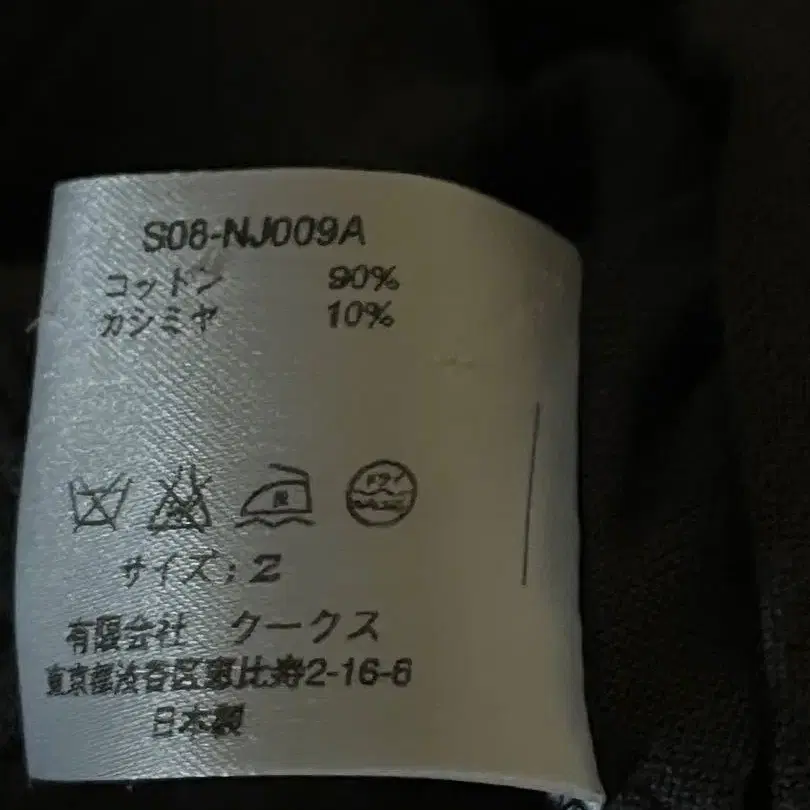 S08-NJ009A
コットン 90%
カシミヤ 10%
サイズ: 2
有限会社 クークス
東京都渋谷区恵比寿2-16-6
日本製